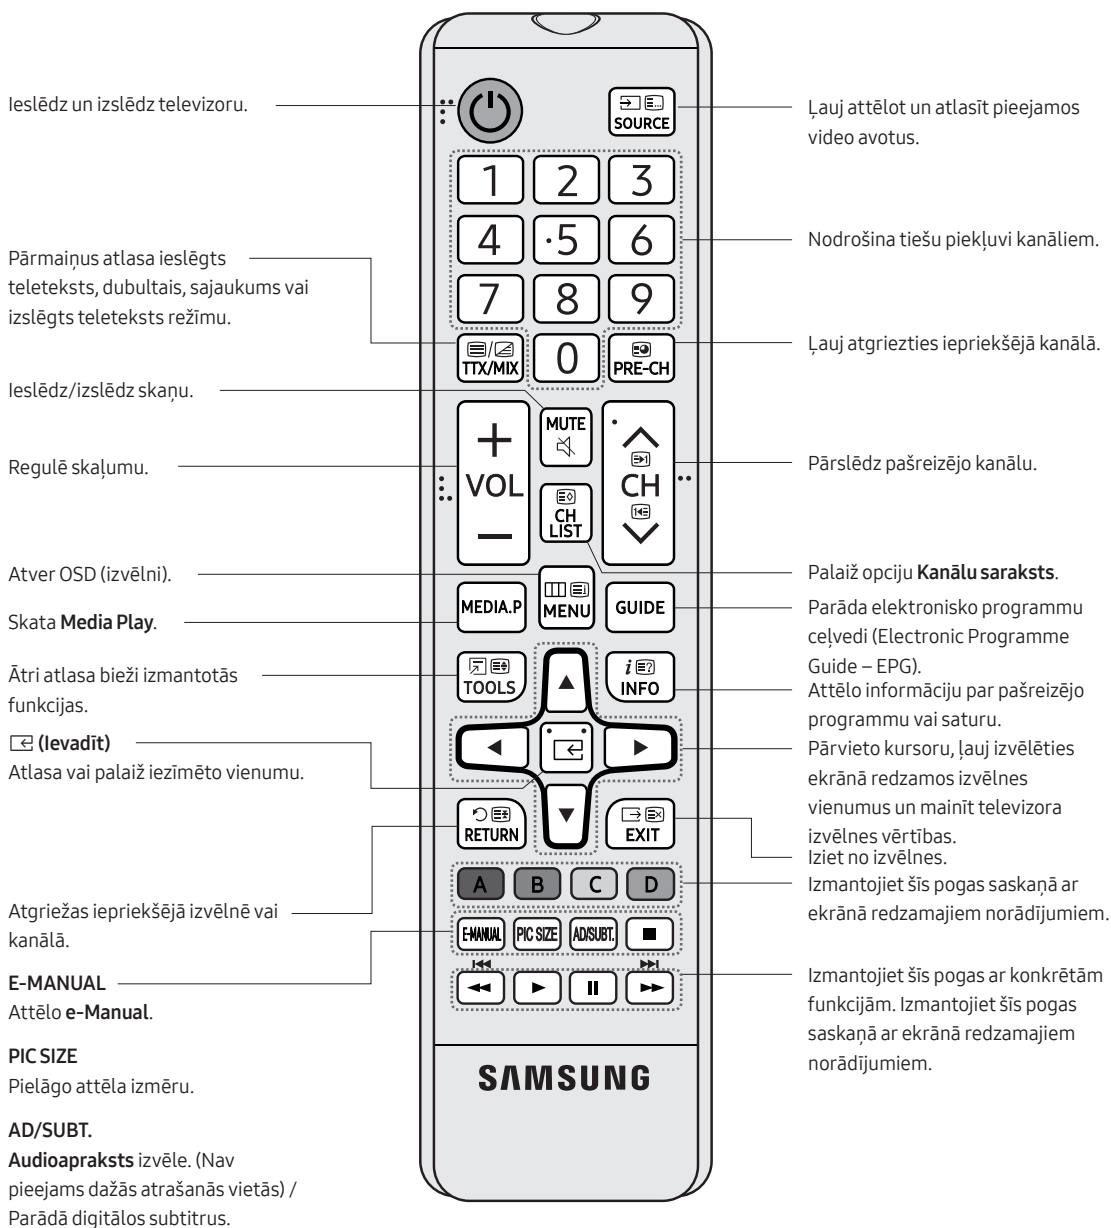 Ieslēdz un izslēdz televizoru.
Pārmaiņus atlasa ieslēgts
teleteksts, dubultais, sajaukums vai
izslēgts teleteksts režīmu.
Ieslēdz/izslēdz skaņu.
Regulē skaļumu.
Atver OSD (izvēlni).
Skata Media Play.
Ātri atlasa bieži izmantotās
funkcijas.
(Ievadīt)
Atlasa vai palaiž iezīmēto vienumu.
Atgriežas iepriekšējā izvēlnē vai
kanālā.
E-MANUAL
Attēlo e-Manual.
PIC SIZE
Pielāgo attēla izmēru.
AD/SUBT.
Audioapraksts izvēle. (Nav
pieejams dažās atrašanās vietās) /
Parādā digitālos subtitrus.
SOURCE
1 2 3
4 ·5 6
7 8 9
TTX/MIX 0 PRE-CH
MUTE
+
VOL
—
CH
CH
LIST
MEDIA.P MENU GUIDE
TOOLS INFO
RETURN EXIT
A B C D
E-MANUAL PIC SIZE AD/SUBT.
SAMSUNG
Ļauj attēlot un atlasīt pieejamos
video avotus.
Nodrošina tiešu piekļuvi kanāliem.
Ļauj atgriezties iepriekšējā kanālā.
Pārslēdz pašreizējo kanālu.
Palaiž opciju Kanālu saraksts.
Parāda elektronisko programmu
ceļvedi (Electronic Programme
Guide – EPG).
Attēlo informāciju par pašreizējo
programmu vai saturu.
Pārvieto kursoru, ļauj izvēlēties
ekrānā redzamos izvēlnes
vienumus un mainīt televizora
izvēlnes vērtības.
Iziet no izvēlnes.
Izmantojiet šīs pogas saskaņā ar
ekrānā redzamajiem norādījumiem.
Izmantojiet šīs pogas ar konkrētām
funkcijām. Izmantojiet šīs pogas
saskaņā ar ekrānā redzamajiem
norādījumiem.